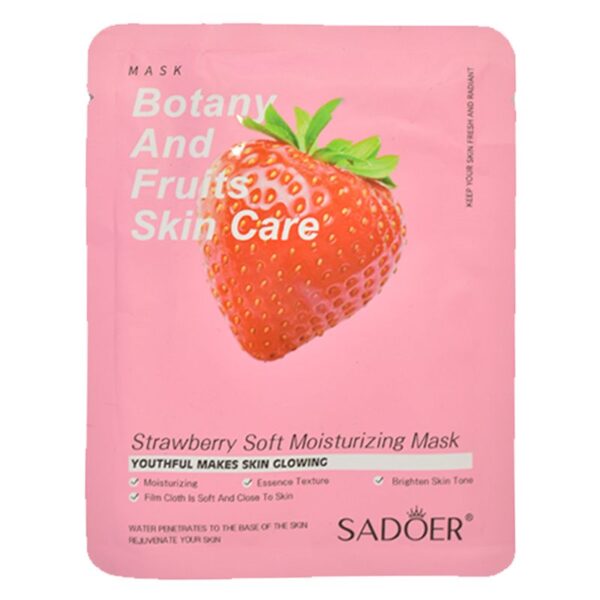 MASK
Botany
And
Fruits
Skin Care
KEEP YOUR SKIN FRESH AND RADIANT
Strawberry Soft Moisturizing Mask
YOUTHFUL MAKES SKIN GLOWING
Moisturizing Essence Texture Brighten Skin Tone
Film Cloth Is Soft And Close To Skin
WATER PENETRATES TO THE BASE OF THE SKIN
REJUVENATE YOUR SKIN
SADOER®